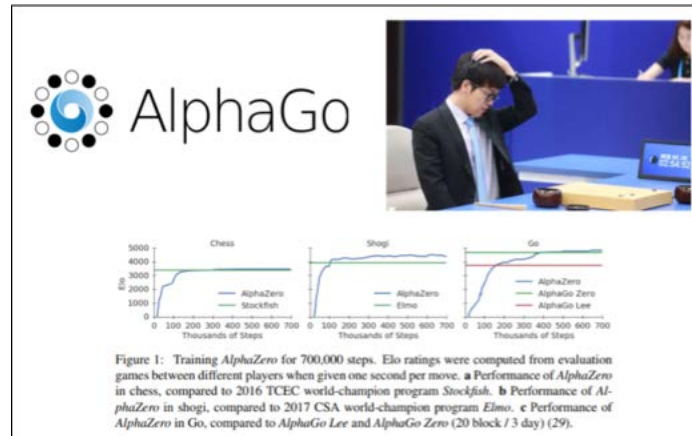 AlphaGo
Chess
Shogi
Go
5000
4000
3000
2000
1000
0
Elo
AlphaZero
Stockfish
AlphaZero
Elmo
AlphaZero
AlphaGo Zero
AlphaGo Lee
0 100 200 300 400 500 600 700
0 100 200 300 400 500 600 700
0 100 200 300 400 500 600 700
Thousands of Steps
Thousands of Steps
Thousands of Steps
Figure 1: Training AlphaZero for 700,000 steps. Elo ratings were computed from evaluation
games between different players when given one second per move. a Performance of AlphaZero
in chess, compared to 2016 TCEC world-champion program Stockfish. b Performance of Al-
phaZero in shogi, compared to 2017 CSA world-champion program Elmo. c Performance of
AlphaZero in Go, compared to AlphaGo Lee and AlphaGo Zero (20 block / 3 day) (29).